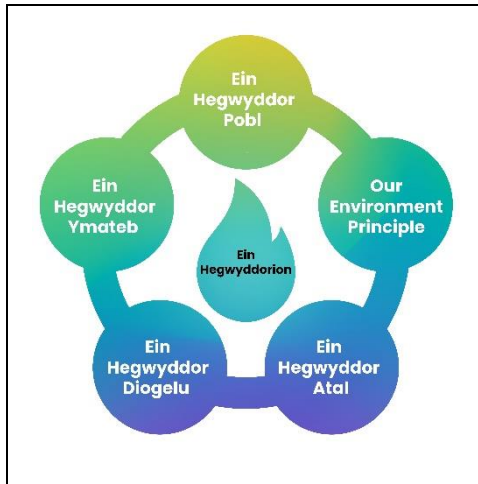 Ein
Hegwyddor
Pobl
Ein
Hegwyddor
Ymateb
Our
Environment
Principle
Ein
Hegwyddorion
Ein
Hegwyddor
Diogelu
Ein
Hegwyddor
Atal